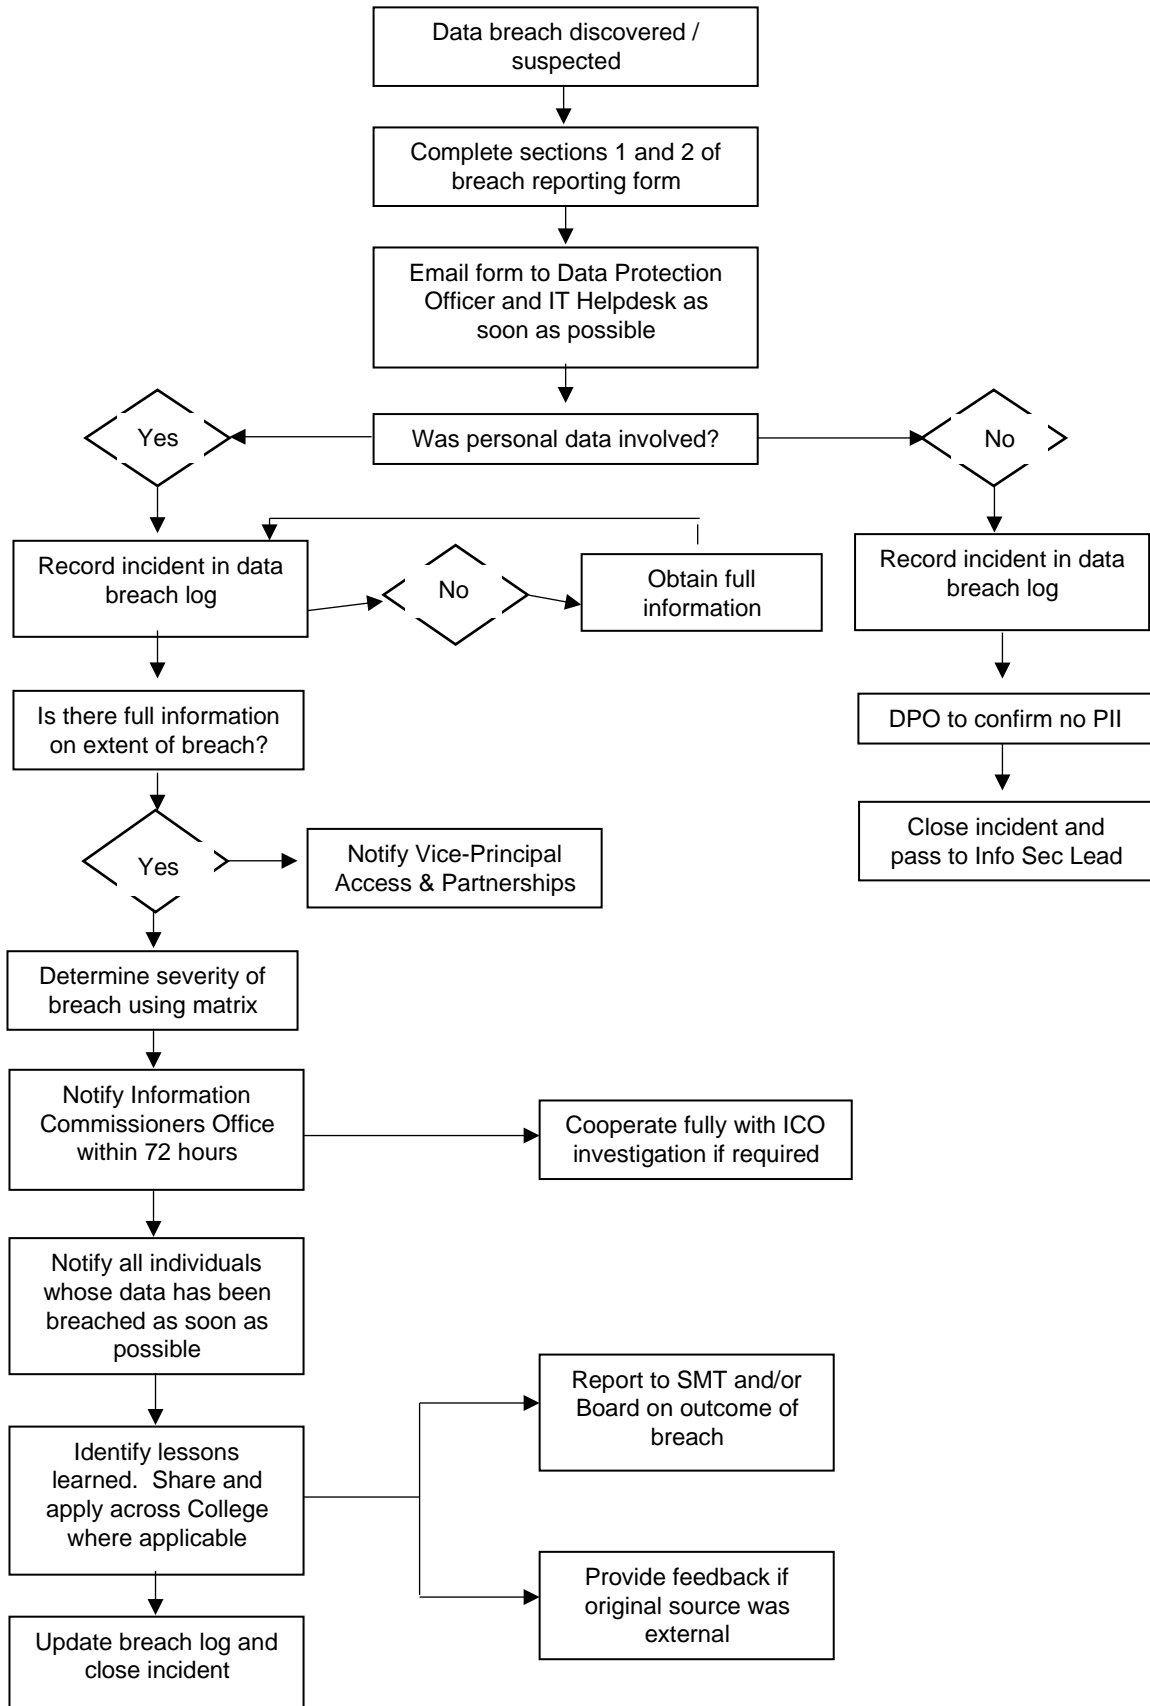 Data breach discovered /
suspected
Complete sections 1 and 2 of
breach reporting form
Email form to Data Protection
Officer and IT Helpdesk as
soon as possible
Yes
Was personal data involved?
No
Record incident in data
breach log
No
Obtain full
information
Record incident in data
breach log
Is there full information
on extent of breach?
DPO to confirm no PII
Yes
Notify Vice-Principal
Access & Partnerships
Close incident and
pass to Info Sec Lead
Determine severity of
breach using matrix
Notify Information
Commissioners Office
within 72 hours
Cooperate fully with ICO
investigation if required
Notify all individuals
whose data has been
breached as soon as
possible
Report to SMT and/or
Board on outcome of
breach
Identify lessons
learned.  Share and
apply across College
where applicable
Provide feedback if
original source was
external
Update breach log and
close incident